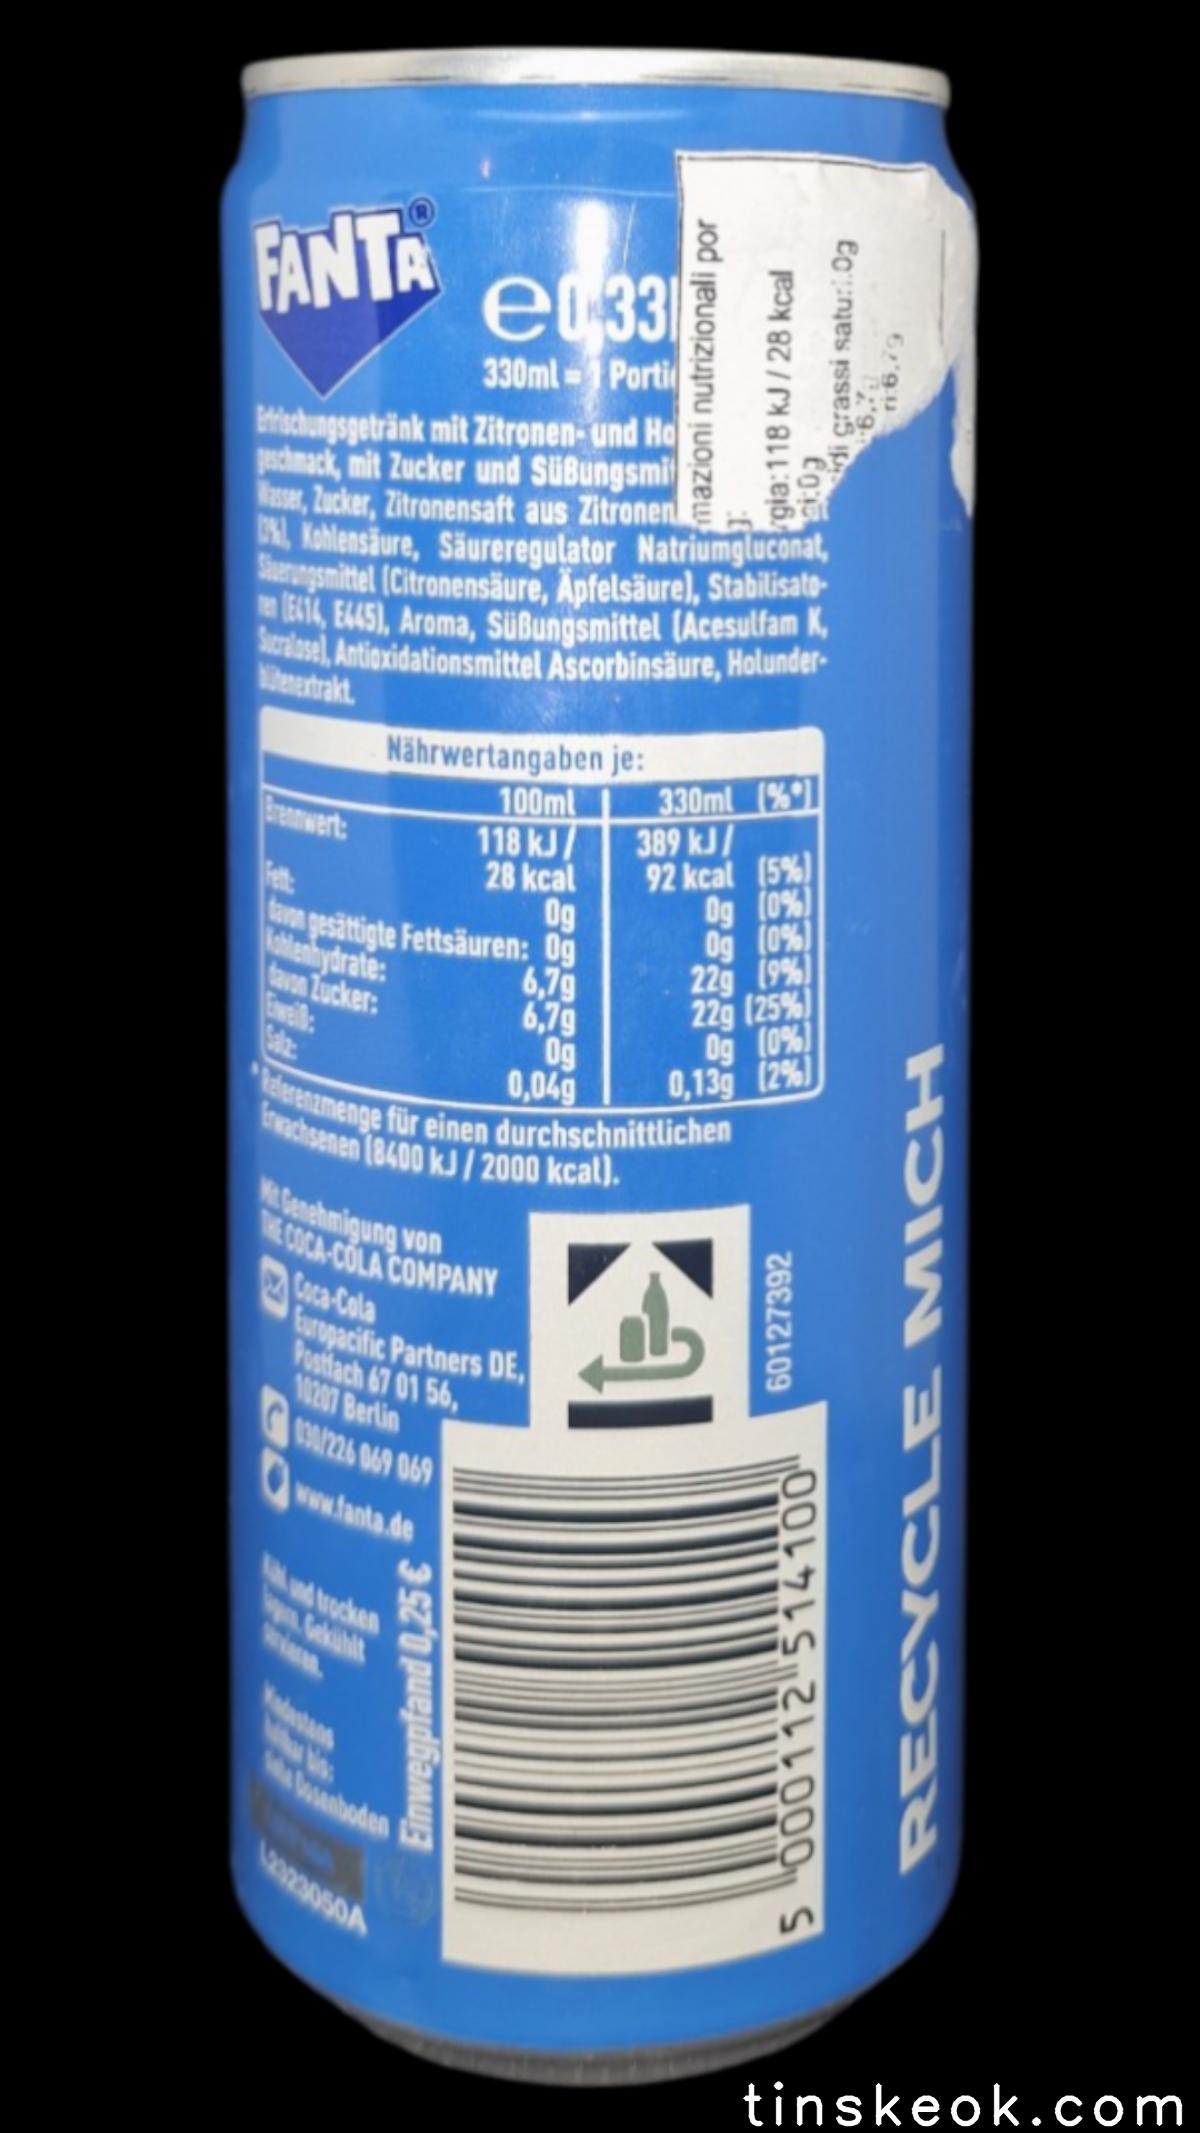 FANTA®
e 0,33l
330ml = 1 Porti
Erfrischungsgetränk mit Zitronen- und Ho
geschmack, mit Zucker und Süßungsmit
Wasser, Zucker, Zitronensaft aus Zitronen
(3%), Kohlensäure, Säureregulator Natriumgluconat,
Säuerungsmittel (Citronensäure, Äpfelsäure), Stabilisato-
ren (E414, E445), Aroma, Süßungsmittel (Acesulfam K,
Sucralose), Antioxidationsmittel Ascorbinsäure, Holunder-
blütenextrakt.
mazioni nutrizionali por
gia:118 kJ / 28 kcal
di grassi saturi:0g
Nährwertangaben je:
100ml 330ml (%*)
Brennwert: 118 kJ / 389 kJ /
28 kcal 92 kcal (5%)
Fett: 0g 0g (0%)
davon gesättigte Fettsäuren: 0g 0g (0%)
Kohlenhydrate: 6,7g 22g (9%)
davon Zucker: 6,7g 22g (25%)
Eiweiß: 0g 0g (0%)
Salz: 0,04g 0,13g (2%)
* Referenzmenge für einen durchschnittlichen
Erwachsenen (8400 kJ / 2000 kcal).
Mit Genehmigung von
THE COCA-COLA COMPANY
Coca-Cola
Europacific Partners DE,
Postfach 67 01 56,
10207 Berlin
030/226 069 069
www.fanta.de
Kühl und trocken
lagern. Gekühlt
servieren.
Mindestens
haltbar bis:
siehe Dosenboden
Einwegpfand 0,25 €
L2323050A
60127392
5 000112 514100
RECYCLE MICH
tinskeok.com